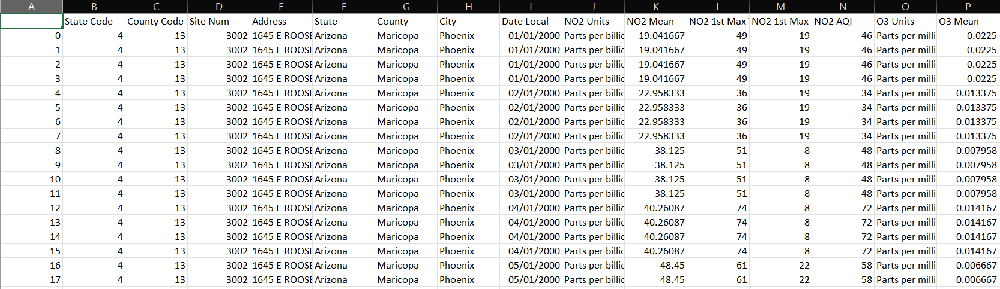 A B C D E F G H I J K L M N O P
State Code County Code Site Num Address State County City Date Local NO2 Units NO2 Mean NO2 1st Max NO2 1st Max NO2 AQI O3 Units O3 Mean
0 4 13 3002 1645 E ROOSE Arizona Maricopa Phoenix 01/01/2000 Parts per billic 19.041667 49 19 46 Parts per milli 0.0225
1 4 13 3002 1645 E ROOSE Arizona Maricopa Phoenix 01/01/2000 Parts per billic 19.041667 49 19 46 Parts per milli 0.0225
2 4 13 3002 1645 E ROOSE Arizona Maricopa Phoenix 01/01/2000 Parts per billic 19.041667 49 19 46 Parts per milli 0.0225
3 4 13 3002 1645 E ROOSE Arizona Maricopa Phoenix 01/01/2000 Parts per billic 19.041667 49 19 46 Parts per milli 0.0225
4 4 13 3002 1645 E ROOSE Arizona Maricopa Phoenix 02/01/2000 Parts per billic 22.958333 36 19 34 Parts per milli 0.013375
5 4 13 3002 1645 E ROOSE Arizona Maricopa Phoenix 02/01/2000 Parts per billic 22.958333 36 19 34 Parts per milli 0.013375
6 4 13 3002 1645 E ROOSE Arizona Maricopa Phoenix 02/01/2000 Parts per billic 22.958333 36 19 34 Parts per milli 0.013375
7 4 13 3002 1645 E ROOSE Arizona Maricopa Phoenix 02/01/2000 Parts per billic 22.958333 36 19 34 Parts per milli 0.013375
8 4 13 3002 1645 E ROOSE Arizona Maricopa Phoenix 03/01/2000 Parts per billic 38.125 51 8 48 Parts per milli 0.007958
9 4 13 3002 1645 E ROOSE Arizona Maricopa Phoenix 03/01/2000 Parts per billic 38.125 51 8 48 Parts per milli 0.007958
10 4 13 3002 1645 E ROOSE Arizona Maricopa Phoenix 03/01/2000 Parts per billic 38.125 51 8 48 Parts per milli 0.007958
11 4 13 3002 1645 E ROOSE Arizona Maricopa Phoenix 03/01/2000 Parts per billic 38.125 51 8 48 Parts per milli 0.007958
12 4 13 3002 1645 E ROOSE Arizona Maricopa Phoenix 04/01/2000 Parts per billic 40.26087 74 8 72 Parts per milli 0.014167
13 4 13 3002 1645 E ROOSE Arizona Maricopa Phoenix 04/01/2000 Parts per billic 40.26087 74 8 72 Parts per milli 0.014167
14 4 13 3002 1645 E ROOSE Arizona Maricopa Phoenix 04/01/2000 Parts per billic 40.26087 74 8 72 Parts per milli 0.014167
15 4 13 3002 1645 E ROOSE Arizona Maricopa Phoenix 04/01/2000 Parts per billic 40.26087 74 8 72 Parts per milli 0.014167
16 4 13 3002 1645 E ROOSE Arizona Maricopa Phoenix 05/01/2000 Parts per billic 48.45 61 22 58 Parts per milli 0.006667
17 4 13 3002 1645 E ROOSE Arizona Maricopa Phoenix 05/01/2000 Parts per billic 48.45 61 22 58 Parts per milli 0.006667